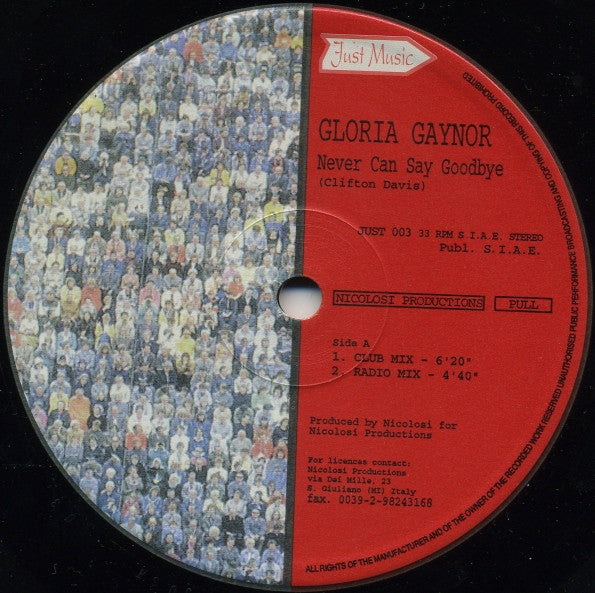 Just Music
GLORIA GAYNOR
Never Can Say Goodbye
(Clifton Davis)
JUST 003 33 RPM S.I.A.E. STEREO
Publ. S.I.A.E.
NICOLOSI PRODUCTIONS PULL
Side A
1. CLUB MIX - 6'20"
2. RADIO MIX - 4'40"
Produced by Nicolosi for
Nicolosi Productions
For licences contact:
Nicolosi Productions
via Dei Mille, 23
S. Giuliano (MI) Italy
fax. 0039-2-98243168
ALL RIGHTS OF THE MANUFACTURER AND OF THE OWNER OF THE RECORDED WORK RESERVED UNAUTHORISED PUBLIC PERFORMANCE BROADCASTING AND COPYING OF THIS RECORD PROHIBITED